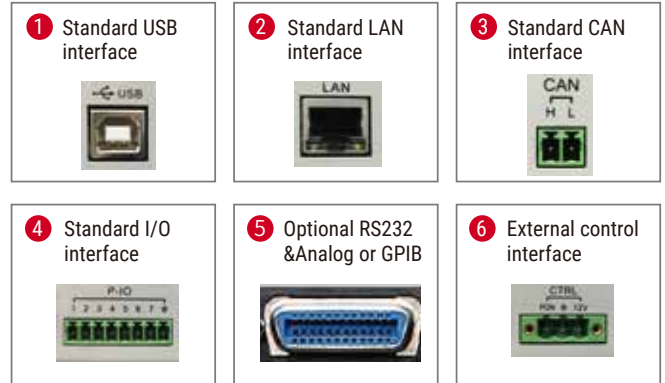 1 Standard USB
interface
USB
2 Standard LAN
interface
LAN
3 Standard CAN
interface
CAN
H L
4 Standard I/O
interface
P-IO
1 2 3 4 5 6 7 8
5 Optional RS232
&Analog or GPIB
6 External control
interface
CTRL
12V